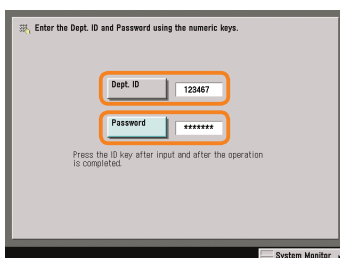 Enter the Dept. ID and Password using the numeric keys.
Dept. ID
123467
Password
*******
Press the ID key after input and after the operation
is completed.
System Monitor